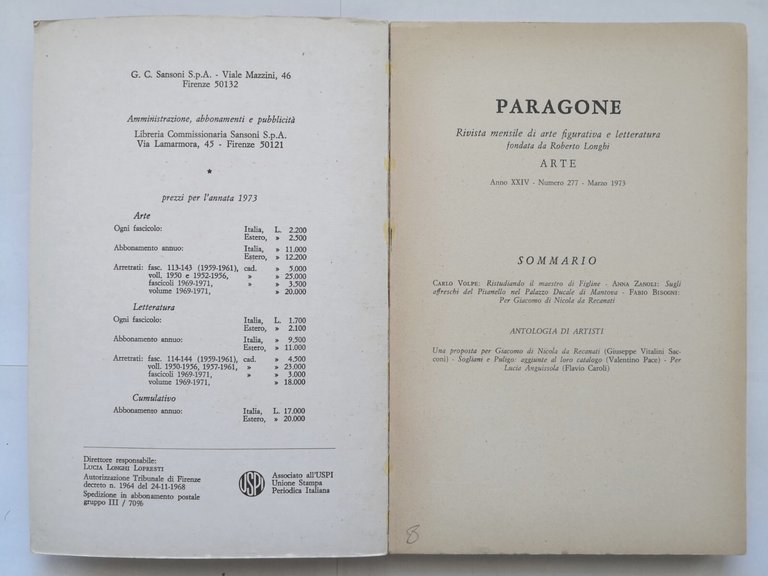 G. C. Sansoni S.p.A. - Viale Mazzini, 46
Firenze 50132
Amministrazione, abbonamenti e pubblicità
Libreria Commissionaria Sansoni S.p.A.
Via Lamarmora, 45 - Firenze 50121
*
prezzi per l'annata 1973
Arte
Ogni fascicolo: Italia, L. 2.200
Estero, » 2.500
Abbonamento annuo: Italia, » 11.000
Estero, » 12.200
Arretrati: fasc. 113-143 (1959-1961), cad. » 5.000
voll. 1950 e 1952-1956, » » 25.000
fascicoli 1969-1971, » » 3.500
volume 1969-1971, » 20.000
Letteratura
Ogni fascicolo: Italia, L. 1.700
Estero, » 2.100
Abbonamento annuo: Italia, » 9.500
Estero, » 11.000
Arretrati: fasc. 114-144 (1959-1961), cad. » 4.500
voll. 1950-1956, 1957-1961, » » 23.000
fascicoli 1969-1971, » » 3.000
volume 1969-1971, » 18.000
Cumulativo
Abbonamento annuo: Italia, L. 17.000
Estero, » 20.000
Direttore responsabile:
LUCIA LONGHI LOPRESTI
Autorizzazione Tribunale di Firenze
decreto n. 1964 del 24-11-1968
Spedizione in abbonamento postale
gruppo III / 70%
USPI
Associato all'USPI
Unione Stampa
Periodica Italiana
PARAGONE
Rivista mensile di arte figurativa e letteratura
fondata da Roberto Longhi
ARTE
Anno XXIV - Numero 277 - Marzo 1973
SOMMARIO
CARLO VOLPE: Ristudiando il maestro di Figline - ANNA ZANOLI: Sugli
affreschi del Pisanello nel Palazzo Ducale di Mantova - FABIO BISOGNI:
Per Giacomo di Nicola da Recanati
ANTOLOGIA DI ARTISTI
Una proposta per Giacomo di Nicola da Recanati (Giuseppe Vitalini Sac-
coni) - Sogliani e Puligo: aggiunte al loro catalogo (Valentino Pace) - Per
Lucia Anguissola (Flavio Caroli)
8